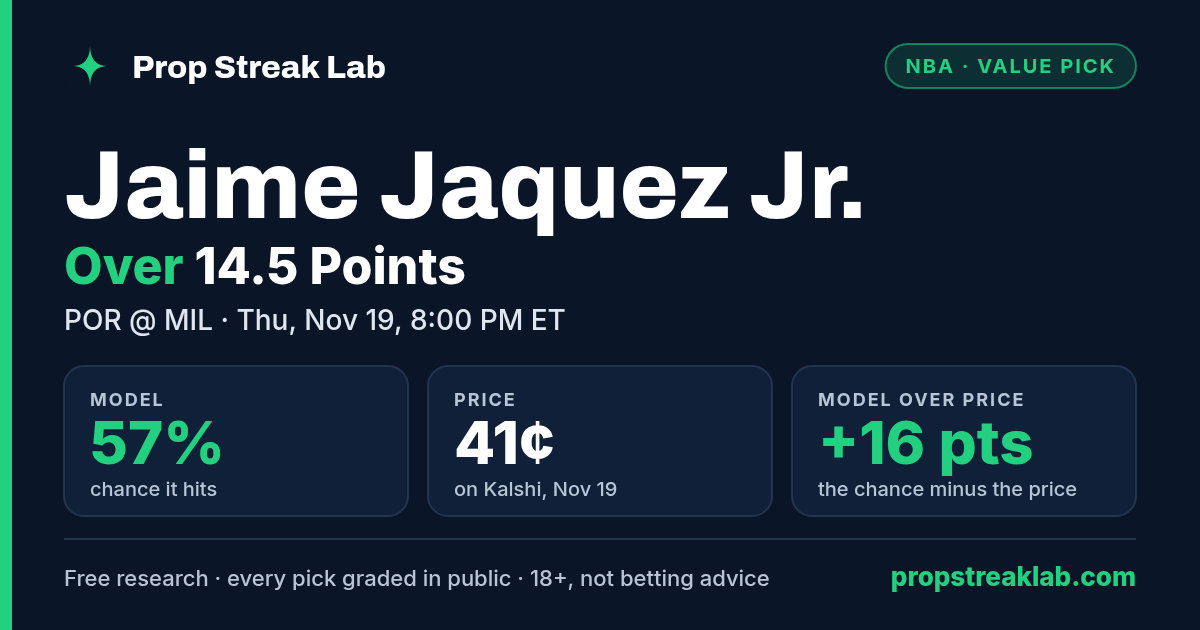 Prop Streak Lab
NBA · VALUE PICK
Jaime Jaquez Jr.
Over 14.5 Points
POR @ MIL · Thu, Nov 19, 8:00 PM ET
MODEL
57%
chance it hits
PRICE
41¢
on Kalshi, Nov 19
MODEL OVER PRICE
+16 pts
the chance minus the price
Free research · every pick graded in public · 18+, not betting advice
propstreaklab.com